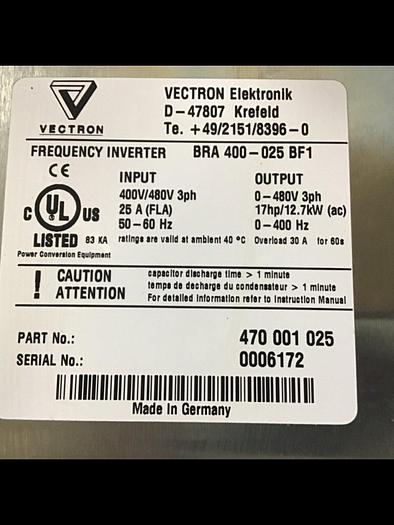 VECTRON
VECTRON Elektronik
D-47807 Krefeld
Te. +49/2151/8396-0
FREQUENCY INVERTER BRA 400-025 BF1
CE
INPUT OUTPUT
400V/480V 3ph 0-480V 3ph
25 A (FLA) 17hp/12.7kW (ac)
50-60 Hz 0-400 Hz
C UL US
LISTED 83 KA ratings are valid at ambient 40 °C Overload 30 A for 60s
Power Conversion Equipment
! CAUTION capacitor discharge time > 1 minute
ATTENTION temps de decharge du condensateur > 1 minute
For detailed information refer to Instruction Manual
PART No.: 470 001 025
SERIAL No.: 0006172
Made in Germany